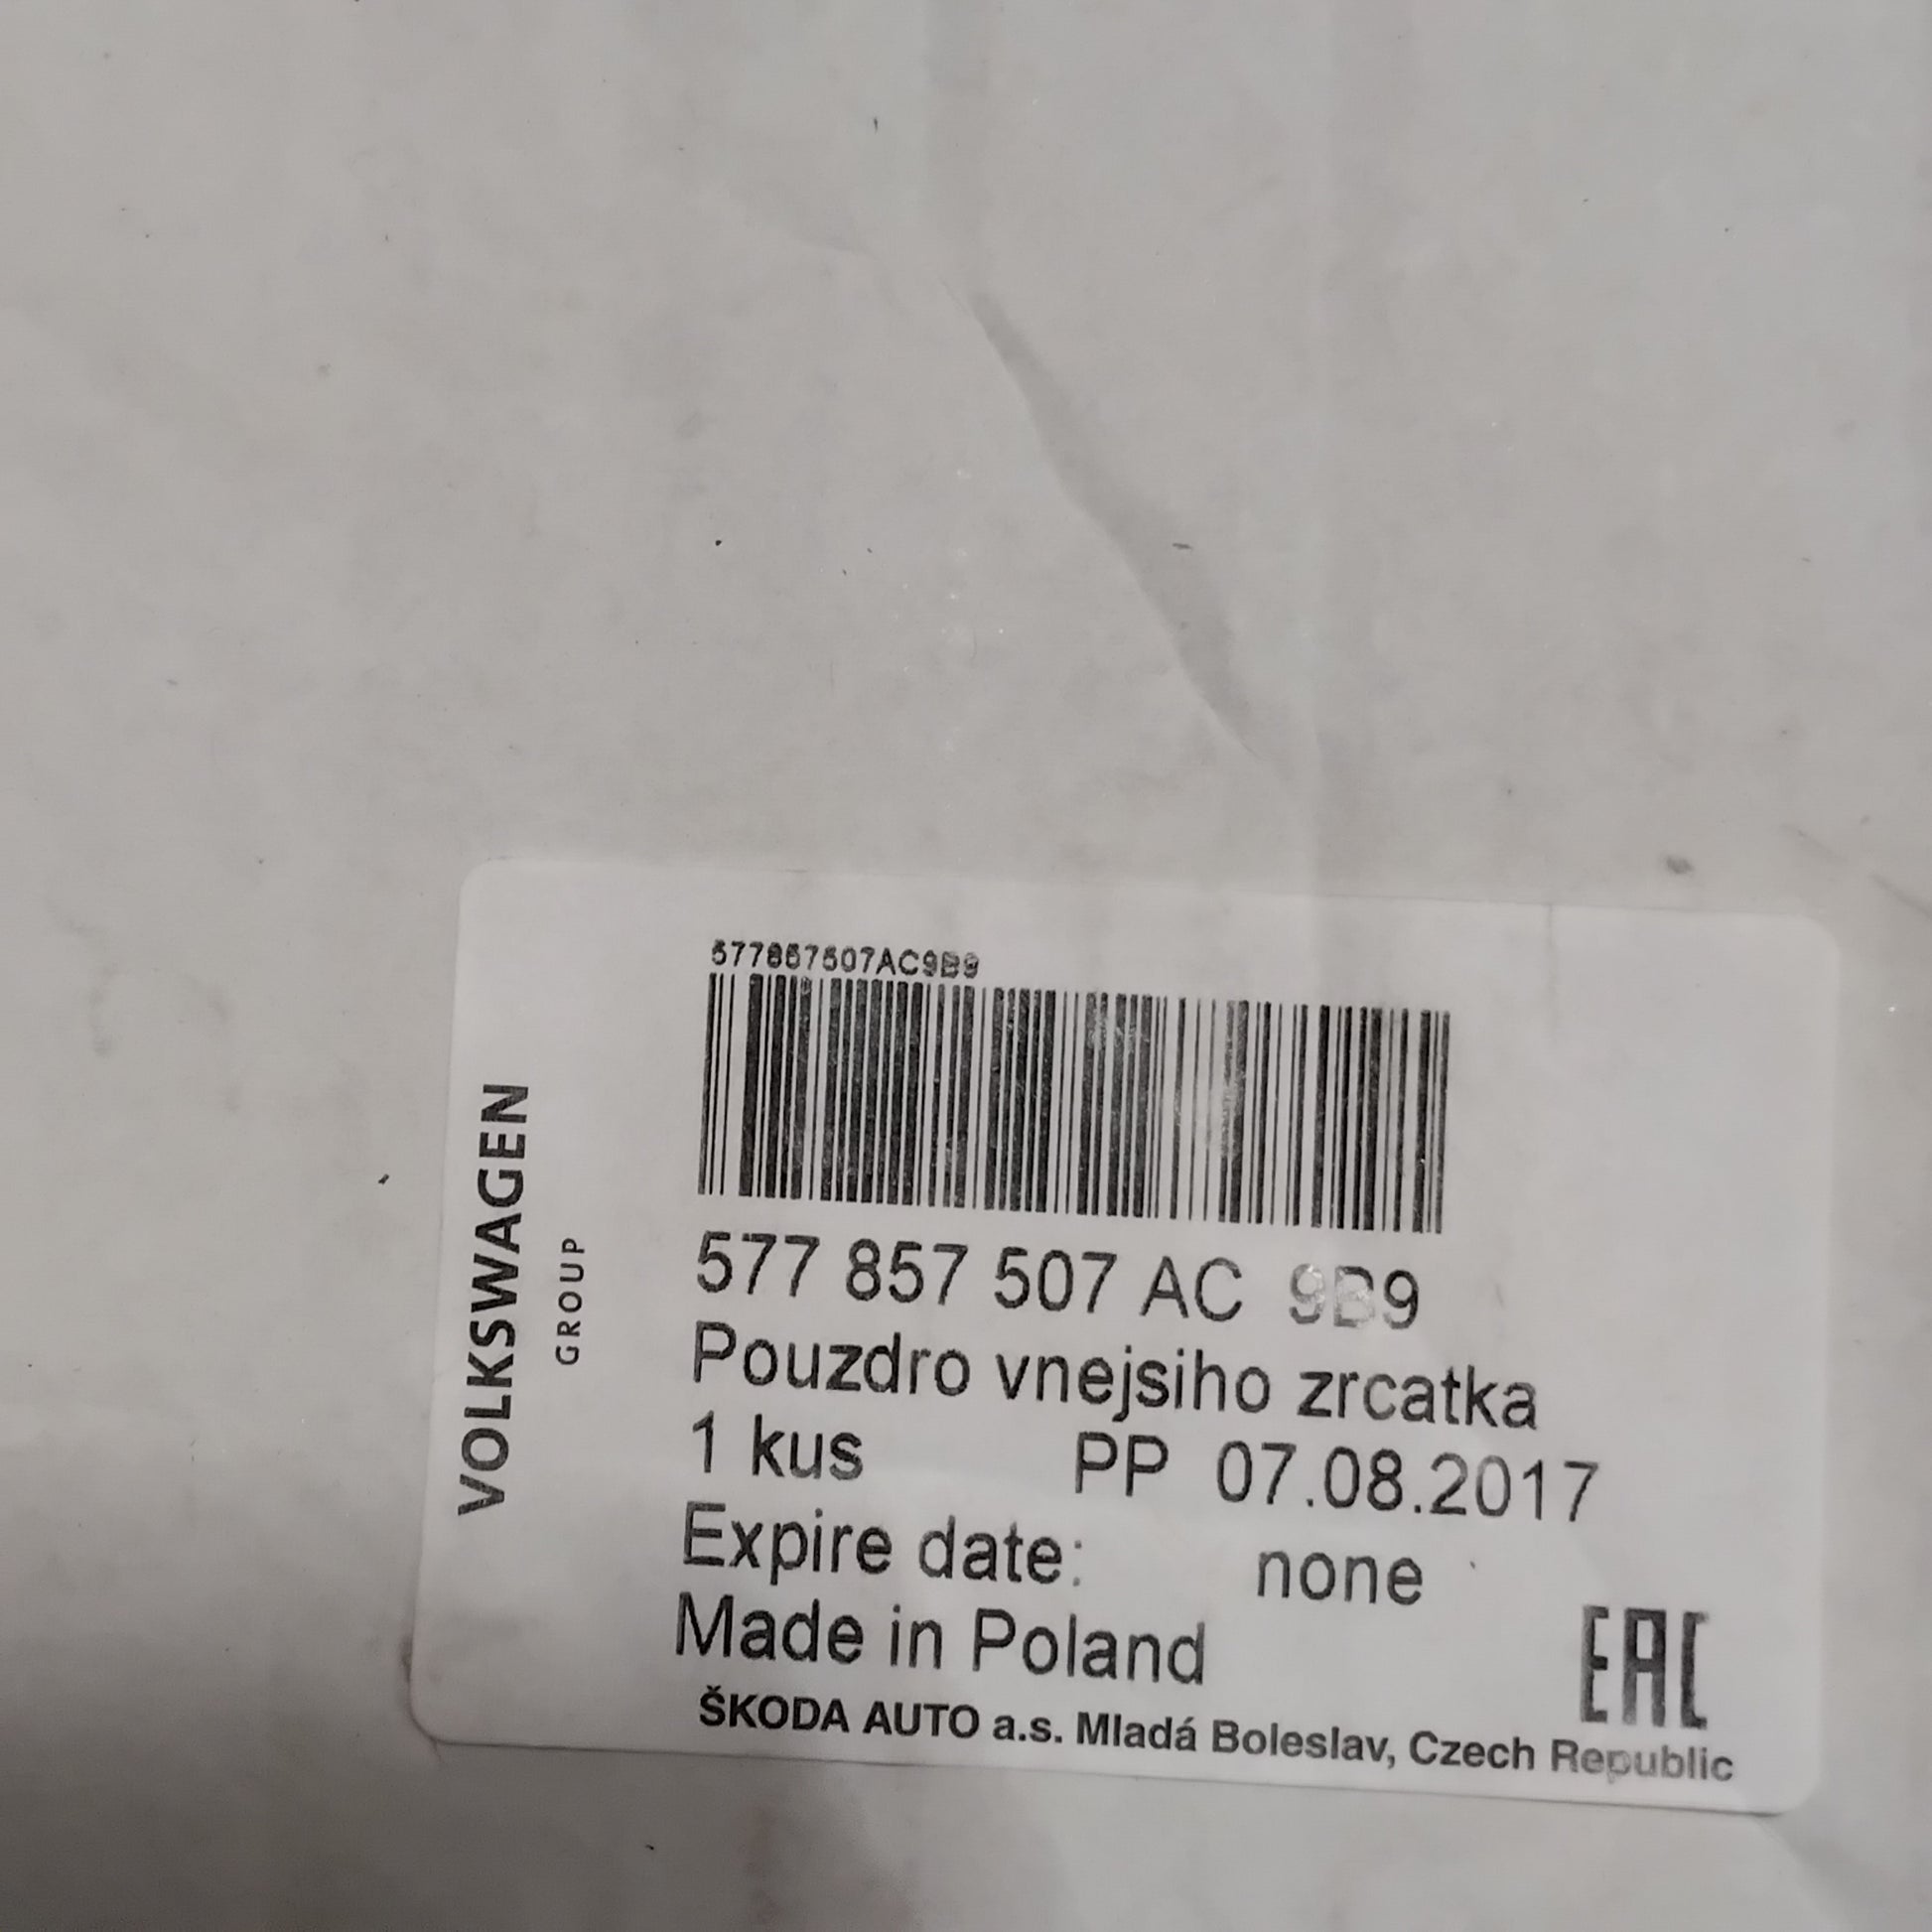 577857507AC9B9
VOLKSWAGEN
GROUP
577 857 507 AC 9B9
Pouzdro vnejsiho zrcatka
1 kus PP 07.08.2017
Expire date: none
Made in Poland
EAC
ŠKODA AUTO a.s. Mladá Boleslav, Czech Republic